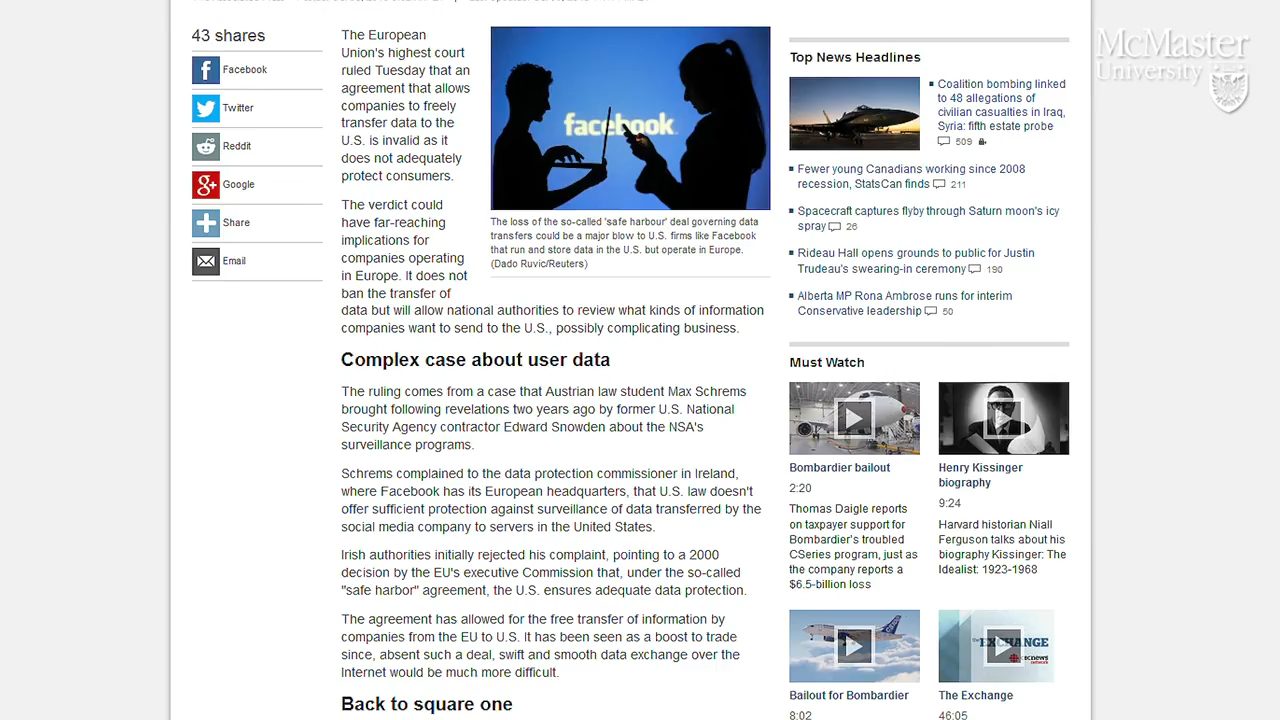 43 shares
Facebook
Twitter
Reddit
Google
Share
Email
The European
Union's highest court
ruled Tuesday that an
agreement that allows
companies to freely
transfer data to the
U.S. is invalid as it
does not adequately
protect consumers.
The verdict could
have far-reaching
implications for
companies operating
in Europe. It does not
ban the transfer of
data but will allow national authorities to review what kinds of information
companies want to send to the U.S., possibly complicating business.
facebook
The loss of the so-called 'safe harbour' deal governing data
transfers could be a major blow to U.S. firms like Facebook
that run and store data in the U.S. but operate in Europe.
(Dado Ruvic/Reuters)
Complex case about user data
The ruling comes from a case that Austrian law student Max Schrems
brought following revelations two years ago by former U.S. National
Security Agency contractor Edward Snowden about the NSA's
surveillance programs.
Schrems complained to the data protection commissioner in Ireland,
where Facebook has its European headquarters, that U.S. law doesn't
offer sufficient protection against surveillance of data transferred by the
social media company to servers in the United States.
Irish authorities initially rejected his complaint, pointing to a 2000
decision by the EU's executive Commission that, under the so-called
"safe harbor" agreement, the U.S. ensures adequate data protection.
The agreement has allowed for the free transfer of information by
companies from the EU to U.S. It has been seen as a boost to trade
since, absent such a deal, swift and smooth data exchange over the
Internet would be much more difficult.
Back to square one
Top News Headlines
Coalition bombing linked
to 48 allegations of
civilian casualties in Iraq,
Syria: fifth estate probe
509
Fewer young Canadians working since 2008
recession, StatsCan finds 211
Spacecraft captures flyby through Saturn moon's icy
spray 26
Rideau Hall opens grounds to public for Justin
Trudeau's swearing-in ceremony 190
Alberta MP Rona Ambrose runs for interim
Conservative leadership 50
Must Watch
Bombardier bailout
2:20
Thomas Daigle reports
on taxpayer support for
Bombardier's troubled
CSeries program, just as
the company reports a
$6.5-billion loss
Henry Kissinger
biography
9:24
Harvard historian Niall
Ferguson talks about his
biography Kissinger: The
Idealist: 1923-1968
Bailout for Bombardier
8:02
EXCHANGE
CBCNEWS
The Exchange
46:05
McMaster
University